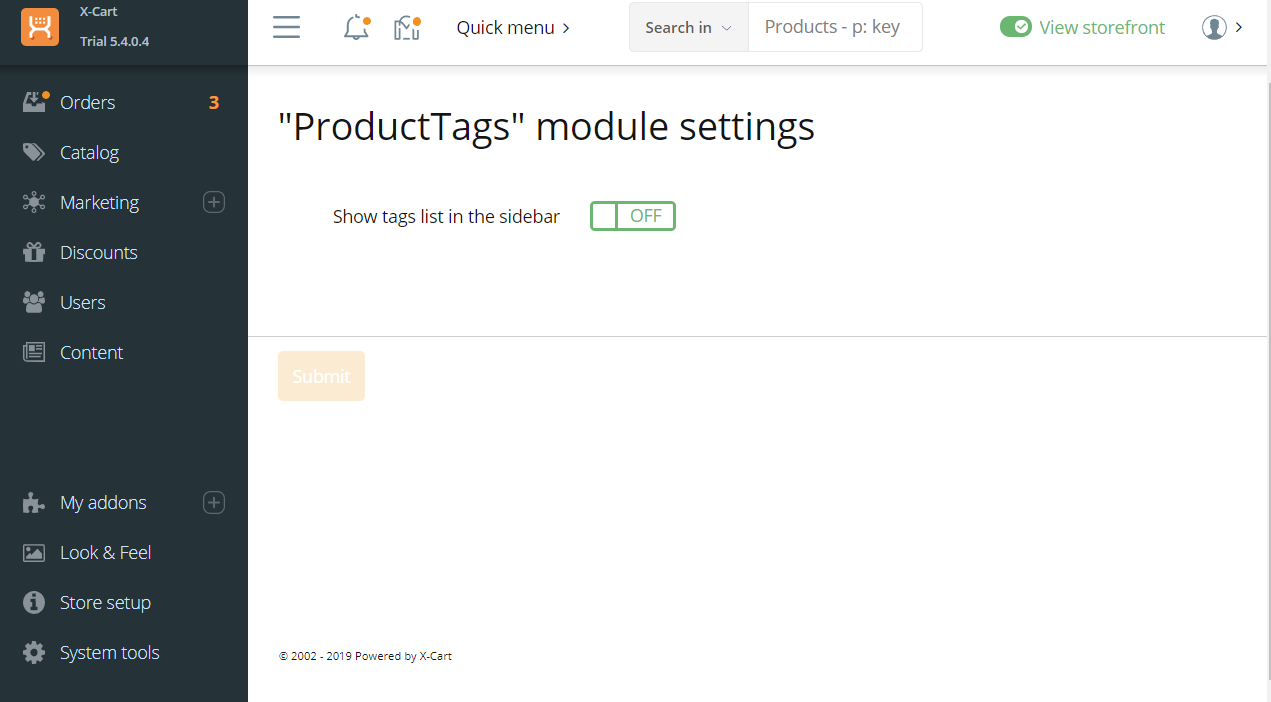 X-Cart
Trial 5.4.0.4
Quick menu
Search in
Products - p: key
View storefront
Orders 3
Catalog
Marketing
Discounts
Users
Content
My addons
Look & Feel
Store setup
System tools
"ProductTags" module settings
Show tags list in the sidebar OFF
Submit
© 2002 - 2019 Powered by X-Cart